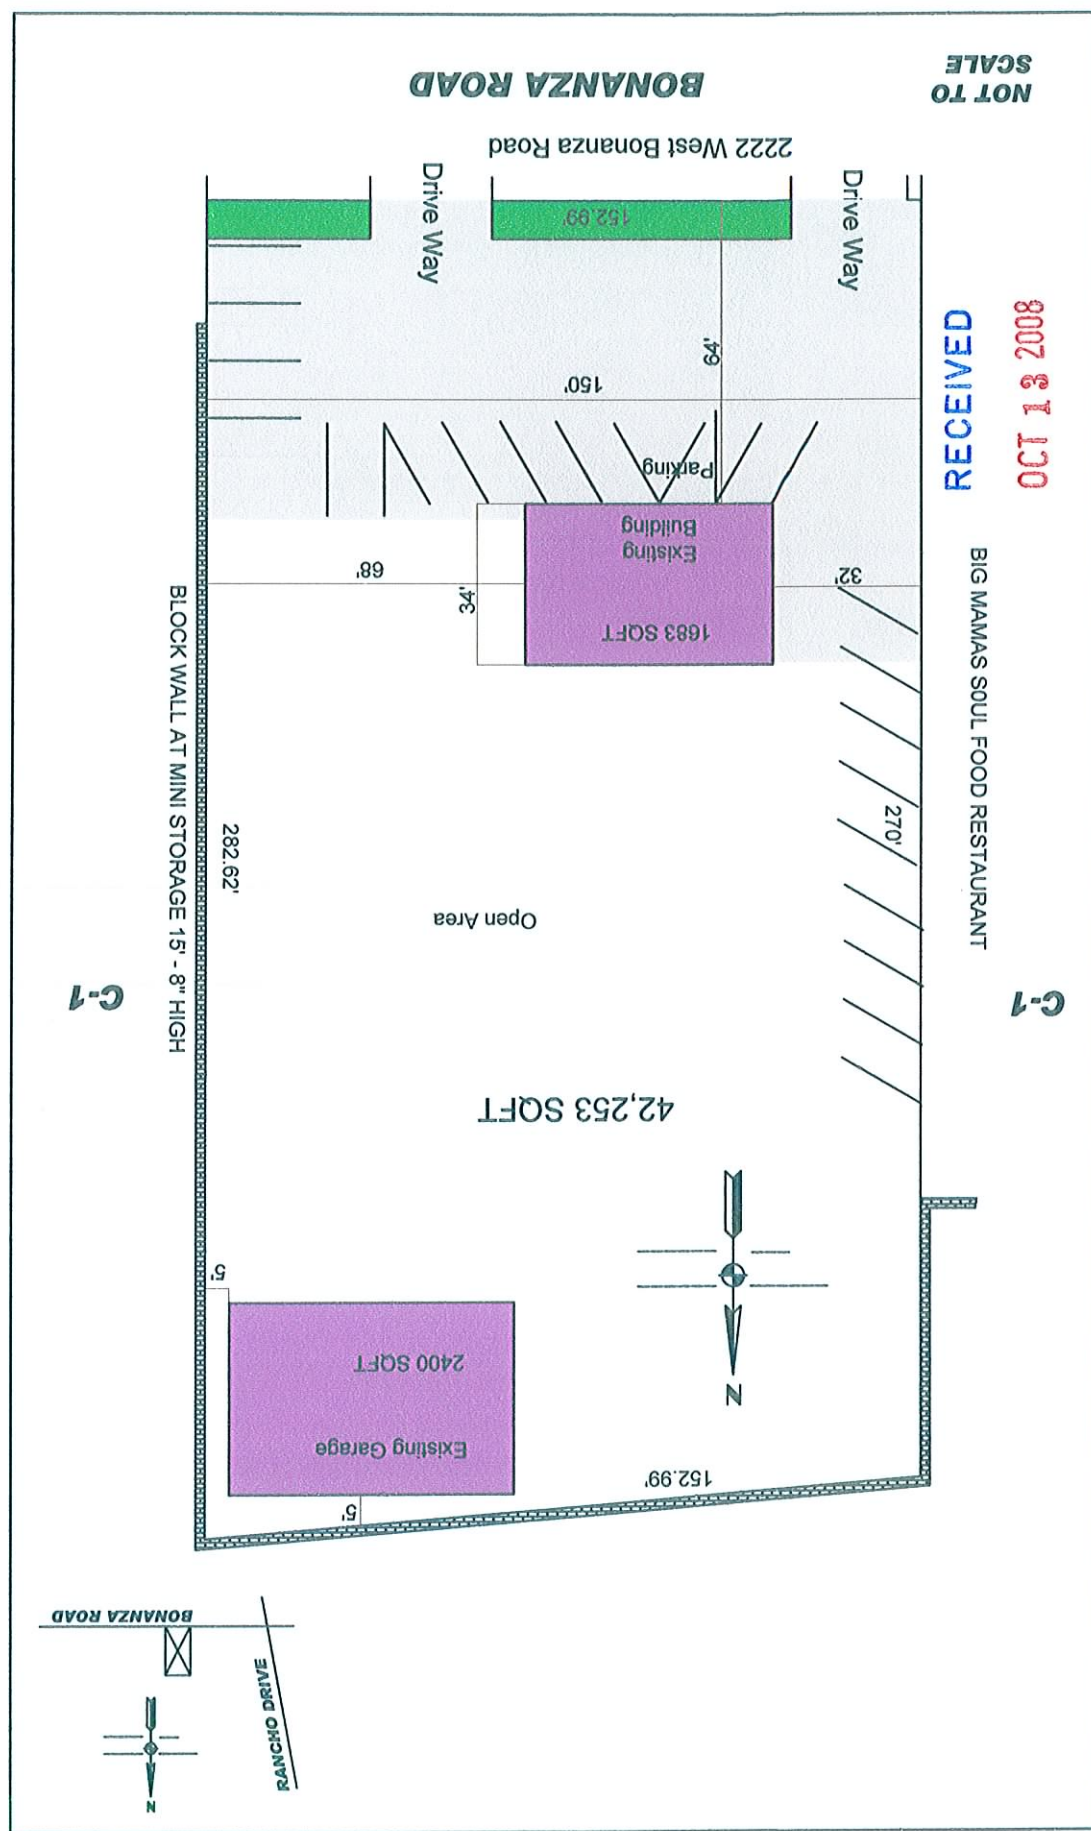 NOT TO
SCALE
BONANZA ROAD
2222 West Bonanza Road
Drive Way
Drive Way
152.99'
64'
150'
RECEIVED
OCT 13 2008
Parking
Existing
Building
1683 SQFT
68'
34'
32'
BIG MAMAS SOUL FOOD RESTAURANT
BLOCK WALL AT MINI STORAGE 15' - 8" HIGH
282.62'
270'
Open Area
C-1
C-1
42,253 SQFT
N
5'
2400 SQFT
Existing Garage
5'
152.99'
BONANZA ROAD
RANCHO DRIVE
N